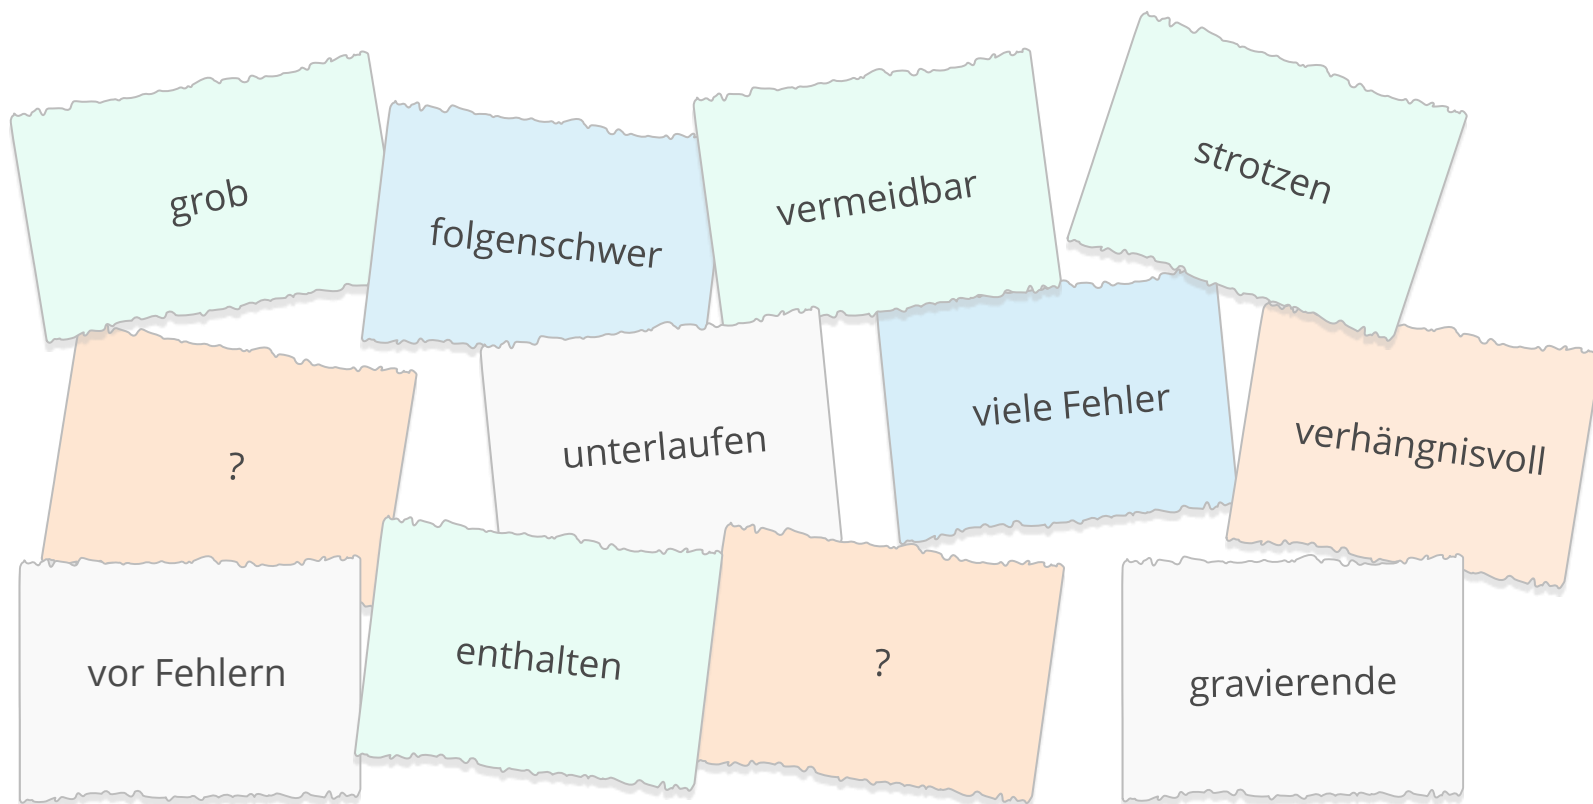 grob
folgenschwer
vermeidbar
strotzen
?
unterlaufen
viele Fehler
verhängnisvoll
vor Fehlern
enthalten
?
gravierende